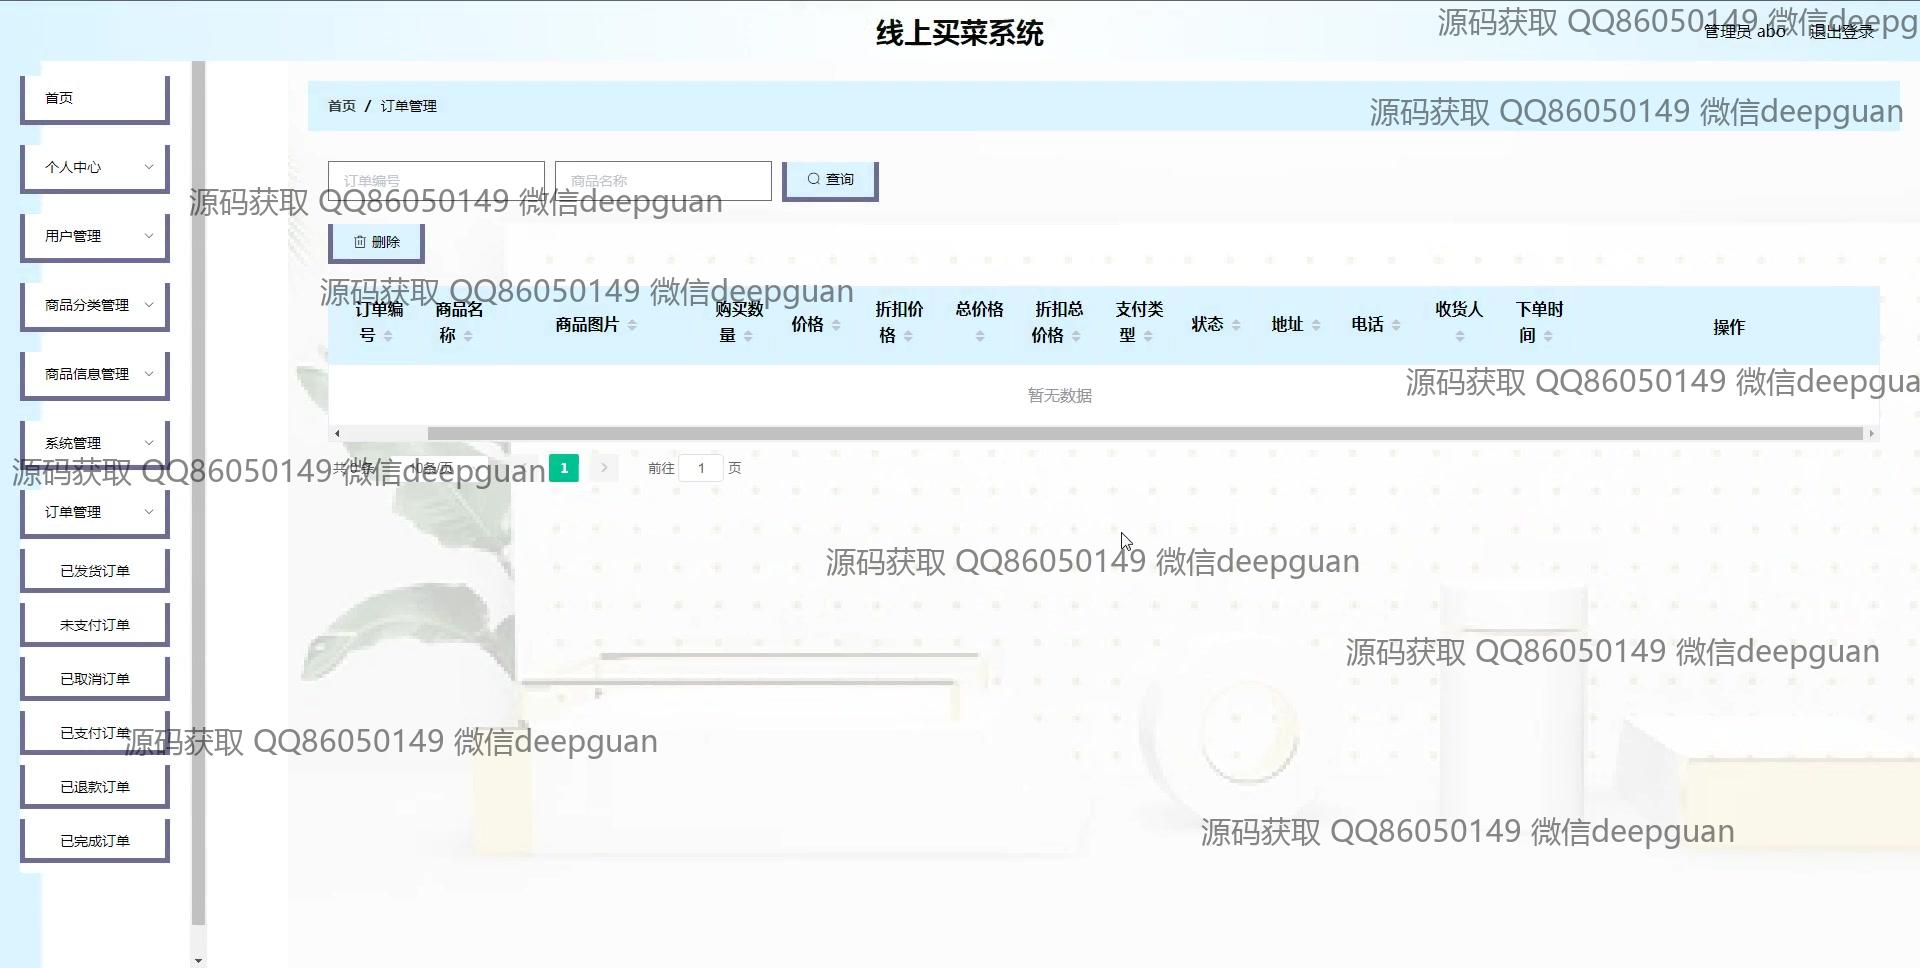 线上买菜系统
源码获取 QQ86050149 微信deepg
管理员 abo 退出登录
首页
首页 / 订单管理
源码获取 QQ86050149 微信deepguan
个人中心
订单编号 商品名称 查询
源码获取 QQ86050149 微信deepguan
用户管理
删除
源码获取 QQ86050149 微信deepguan
商品分类管理
订单编号 商品名称 商品图片 购买数量 价格 折扣价格 总价格 折扣总价格 支付类型 状态 地址 电话 收货人 下单时间 操作
商品信息管理
暂无数据
源码获取 QQ86050149 微信deepgua
系统管理
源码获取 QQ86050149 微信deepguan
10条/页 1 前往 1 页
订单管理
源码获取 QQ86050149 微信deepguan
已发货订单
未支付订单
源码获取 QQ86050149 微信deepguan
已取消订单
已支付订单
源码获取 QQ86050149 微信deepguan
已退款订单
源码获取 QQ86050149 微信deepguan
已完成订单